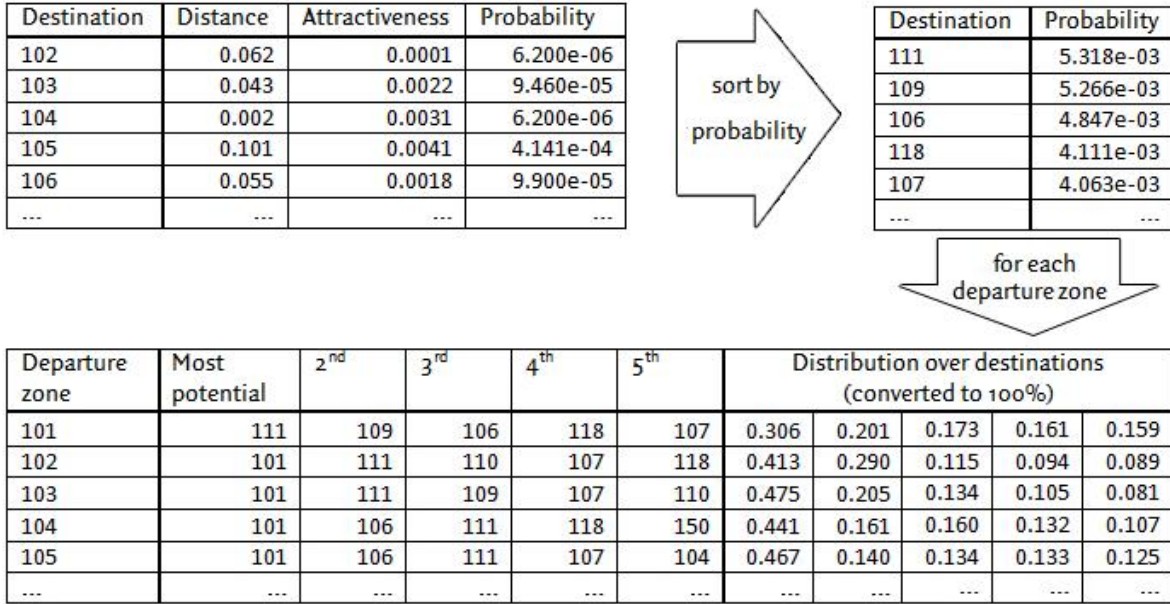 Destination Distance Attractiveness Probability
102 0.062 0.0001 6.200e-06
103 0.043 0.0022 9.460e-05
104 0.002 0.0031 6.200e-06
105 0.101 0.0041 4.141e-04
106 0.055 0.0018 9.900e-05
... ... ... ...
sort by
probability
Destination Probability
111 5.318e-03
109 5.266e-03
106 4.847e-03
118 4.111e-03
107 4.063e-03
... ...
for each
departure zone
Departure zone Most potential 2nd 3rd 4th 5th Distribution over destinations (converted to 100%)
101 111 109 106 118 107 0.306 0.201 0.173 0.161 0.159
102 101 111 110 107 118 0.413 0.290 0.115 0.094 0.089
103 101 111 109 107 110 0.475 0.205 0.134 0.105 0.081
104 101 106 111 118 150 0.441 0.161 0.160 0.132 0.107
105 101 106 111 107 104 0.467 0.140 0.134 0.133 0.125
... ... ... ... ... ... ... ... ... ... ...